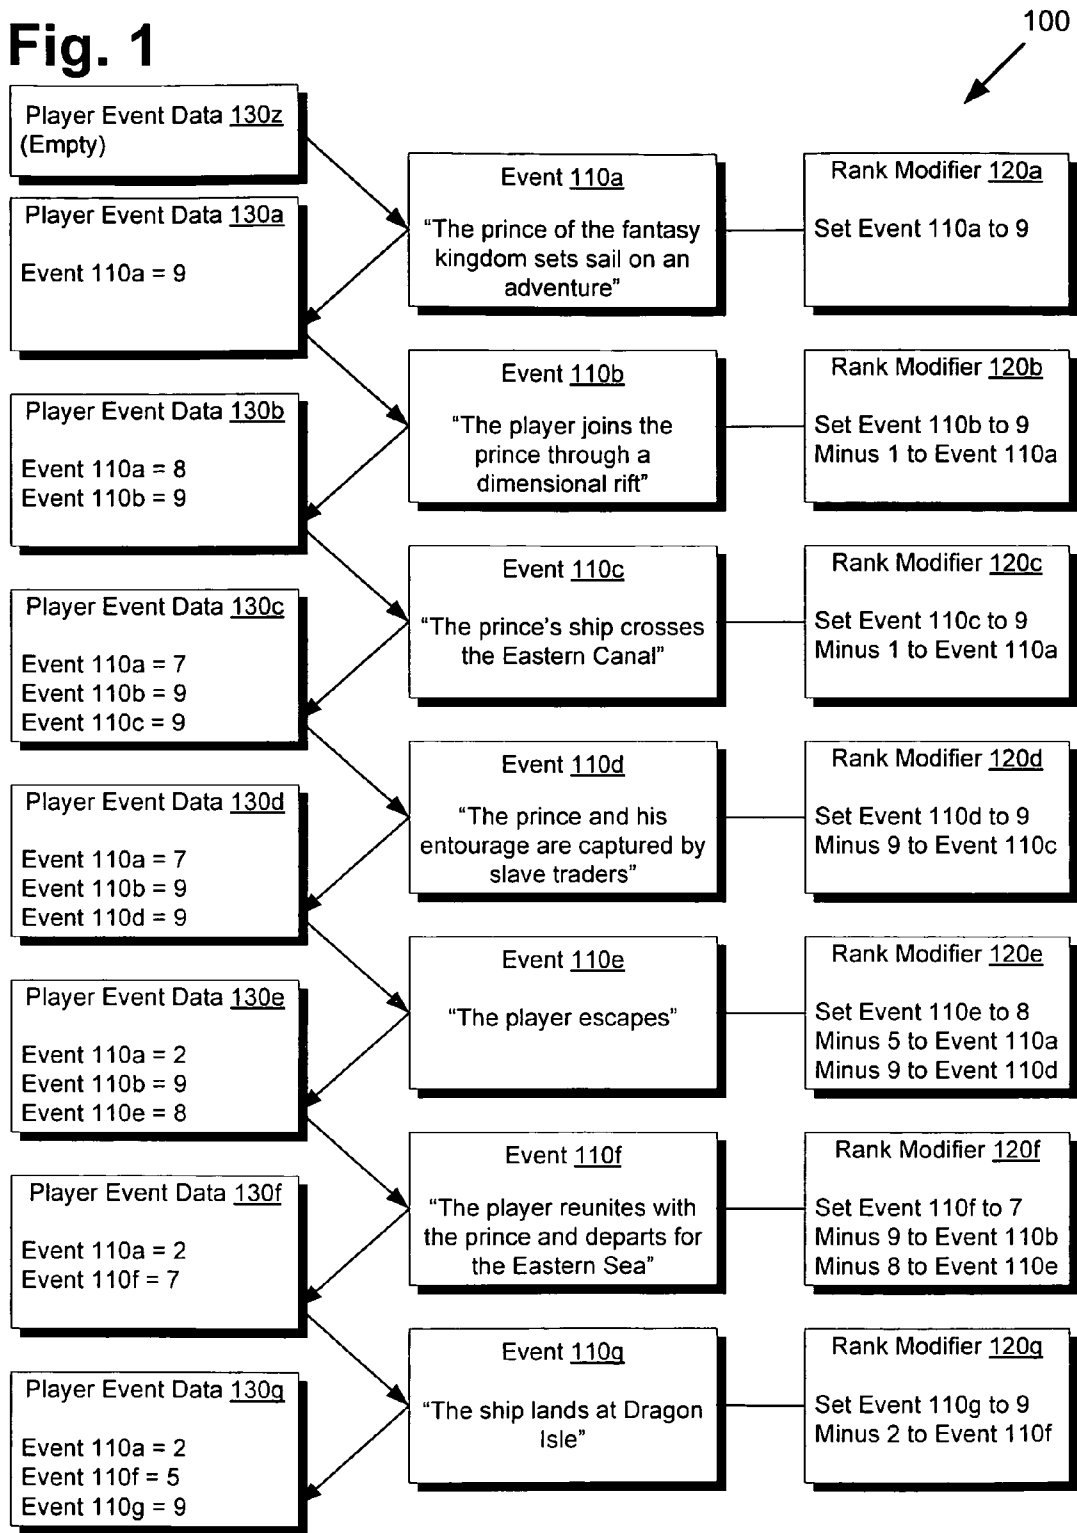 Fig. 1
100
Player Event Data 130z
(Empty)
Event 110a
"The prince of the fantasy
kingdom sets sail on an
adventure"
Rank Modifier 120a
Set Event 110a to 9
Player Event Data 130a
Event 110a = 9
Event 110b
"The player joins the
prince through a
dimensional rift"
Rank Modifier 120b
Set Event 110b to 9
Minus 1 to Event 110a
Player Event Data 130b
Event 110a = 8
Event 110b = 9
Event 110c
"The prince's ship crosses
the Eastern Canal"
Rank Modifier 120c
Set Event 110c to 9
Minus 1 to Event 110a
Player Event Data 130c
Event 110a = 7
Event 110b = 9
Event 110c = 9
Event 110d
"The prince and his
entourage are captured by
slave traders"
Rank Modifier 120d
Set Event 110d to 9
Minus 9 to Event 110c
Player Event Data 130d
Event 110a = 7
Event 110b = 9
Event 110d = 9
Event 110e
"The player escapes"
Rank Modifier 120e
Set Event 110e to 8
Minus 5 to Event 110a
Minus 9 to Event 110d
Player Event Data 130e
Event 110a = 2
Event 110b = 9
Event 110e = 8
Event 110f
"The player reunites with
the prince and departs for
the Eastern Sea"
Rank Modifier 120f
Set Event 110f to 7
Minus 9 to Event 110b
Minus 8 to Event 110e
Player Event Data 130f
Event 110a = 2
Event 110f = 7
Event 110g
"The ship lands at Dragon
Isle"
Rank Modifier 120g
Set Event 110g to 9
Minus 2 to Event 110f
Player Event Data 130g
Event 110a = 2
Event 110f = 5
Event 110g = 9